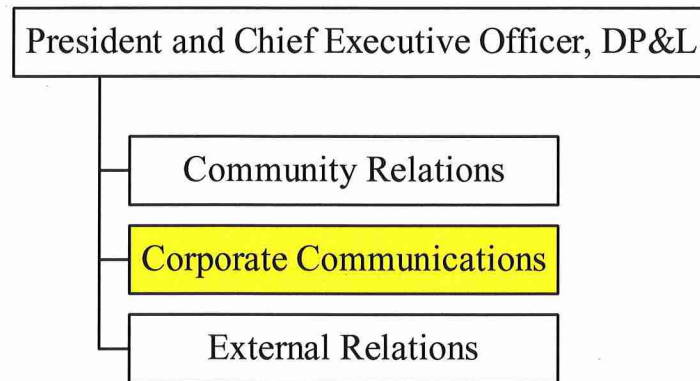 President and Chief Executive Officer, DP&L
Community Relations
Corporate Communications
External Relations